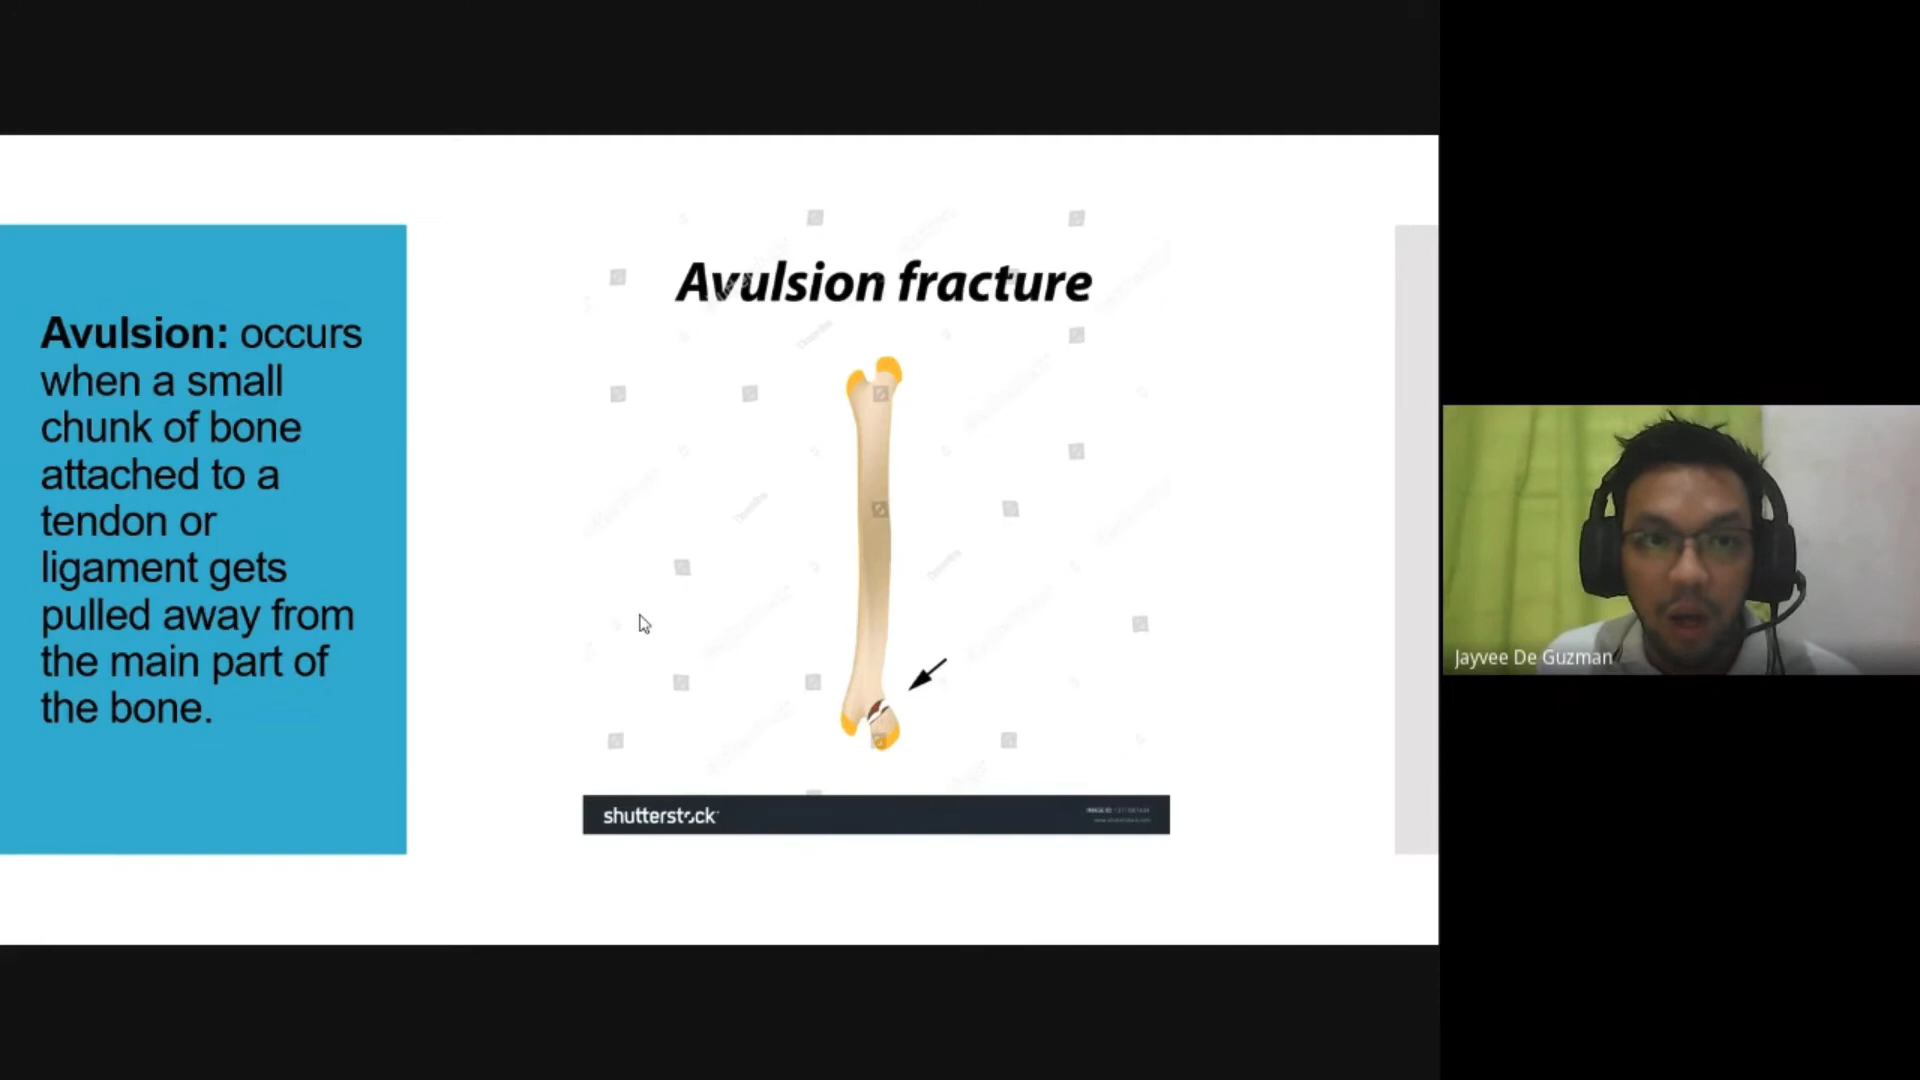 Avulsion: occurs
when a small
chunk of bone
attached to a
tendon or
ligament gets
pulled away from
the main part of
the bone.
Avulsion fracture
shutterstock
Jayvee De Guzman